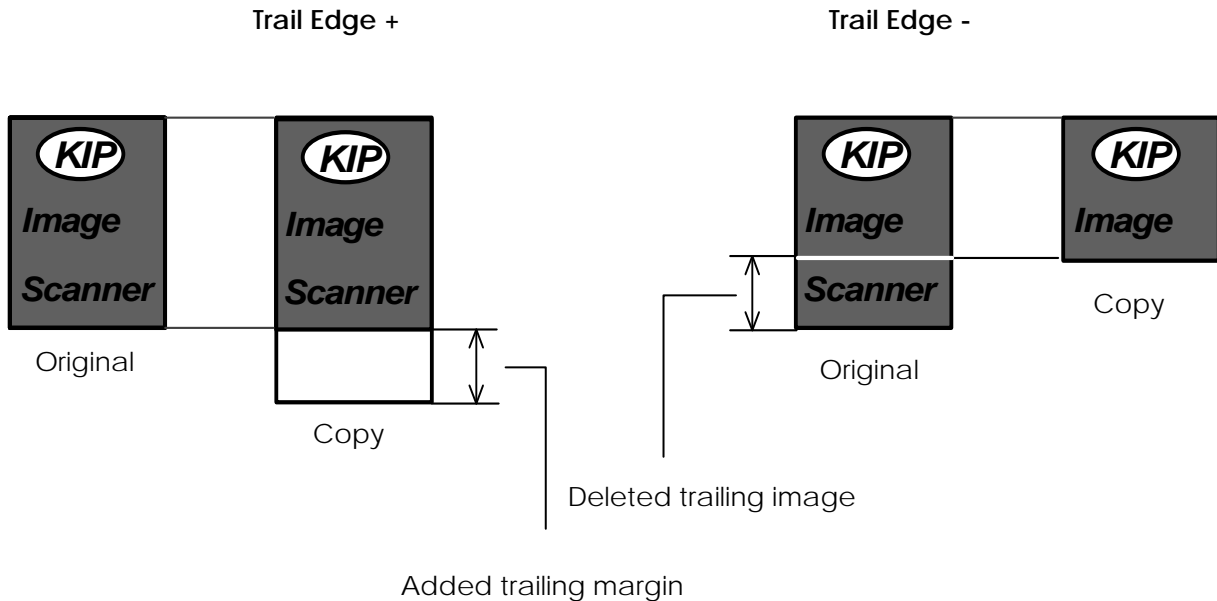 Trail Edge +
Trail Edge -
KIP
Image
Scanner
Original
KIP
Image
Scanner
Copy
KIP
Image
Scanner
Original
KIP
Image
Copy
Deleted trailing image
Added trailing margin